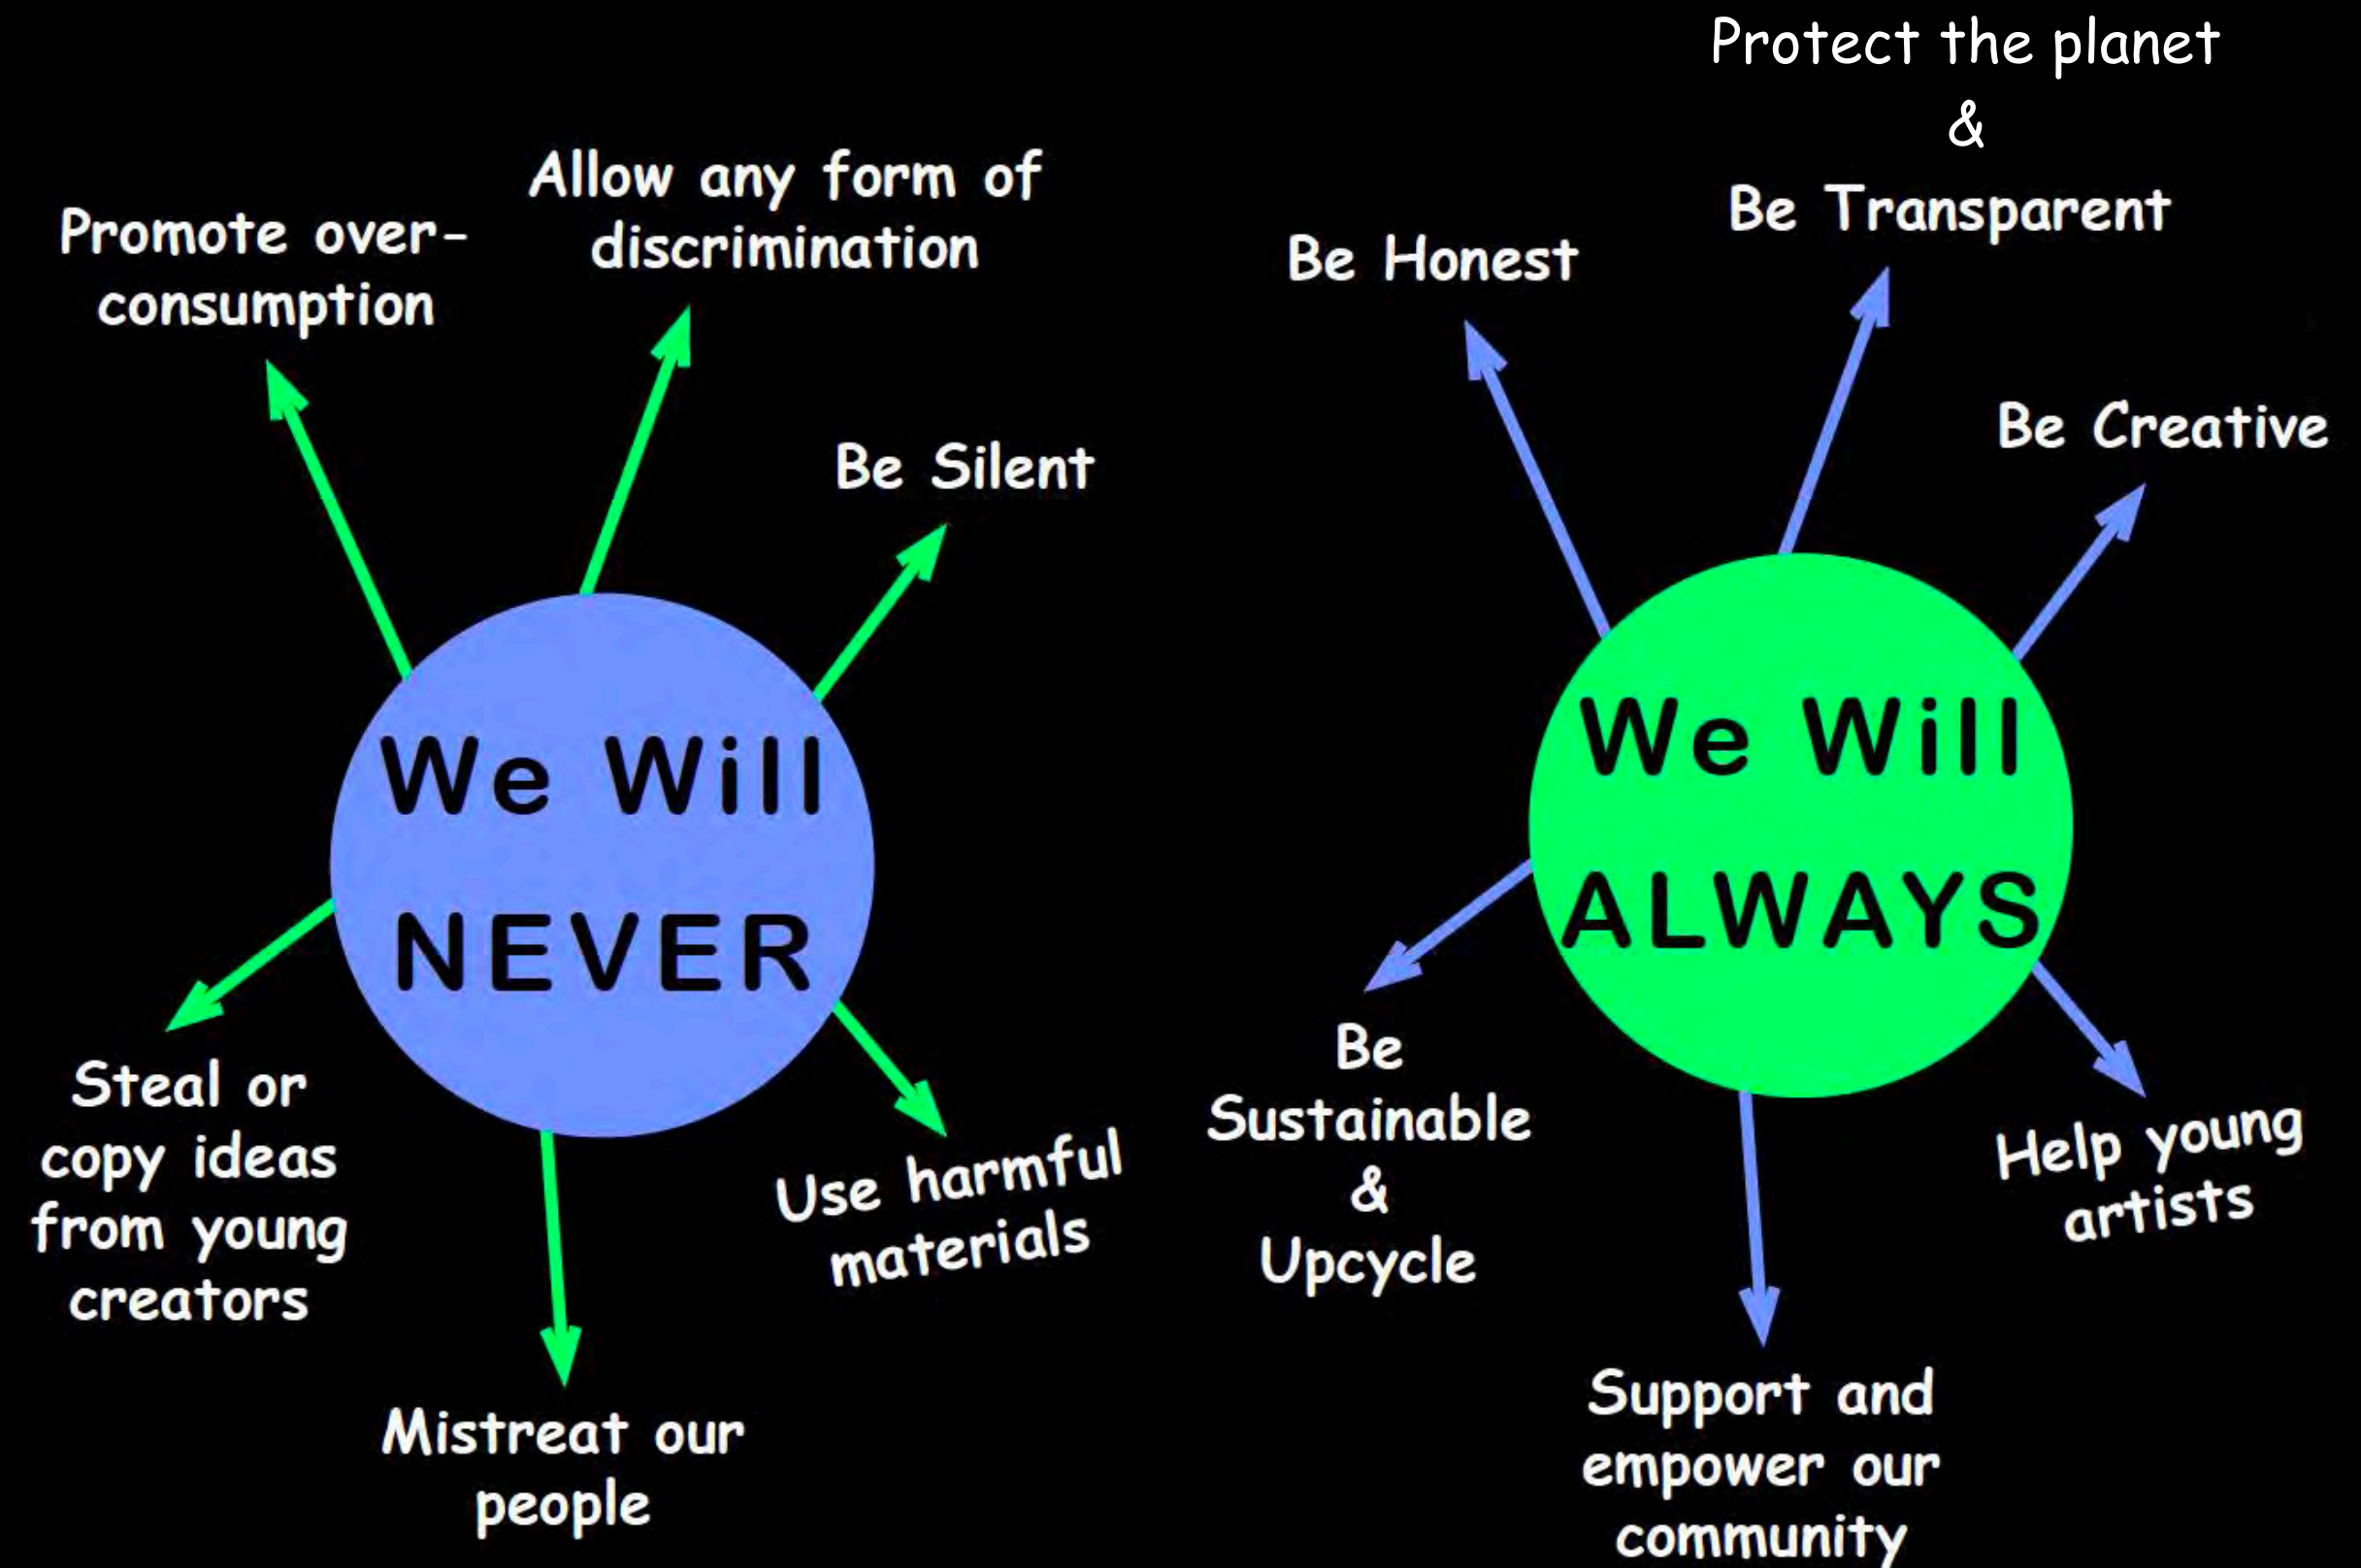 Promote over-
consumption
Allow any form of
discrimination
Be Silent
We Will
NEVER
Steal or
copy ideas
from young
creators
Mistreat our
people
Use harmful
materials
Protect the planet
&
Be Transparent
Be Honest
Be Creative
We Will
ALWAYS
Be
Sustainable
&
Upcycle
Help young
artists
Support and
empower our
community